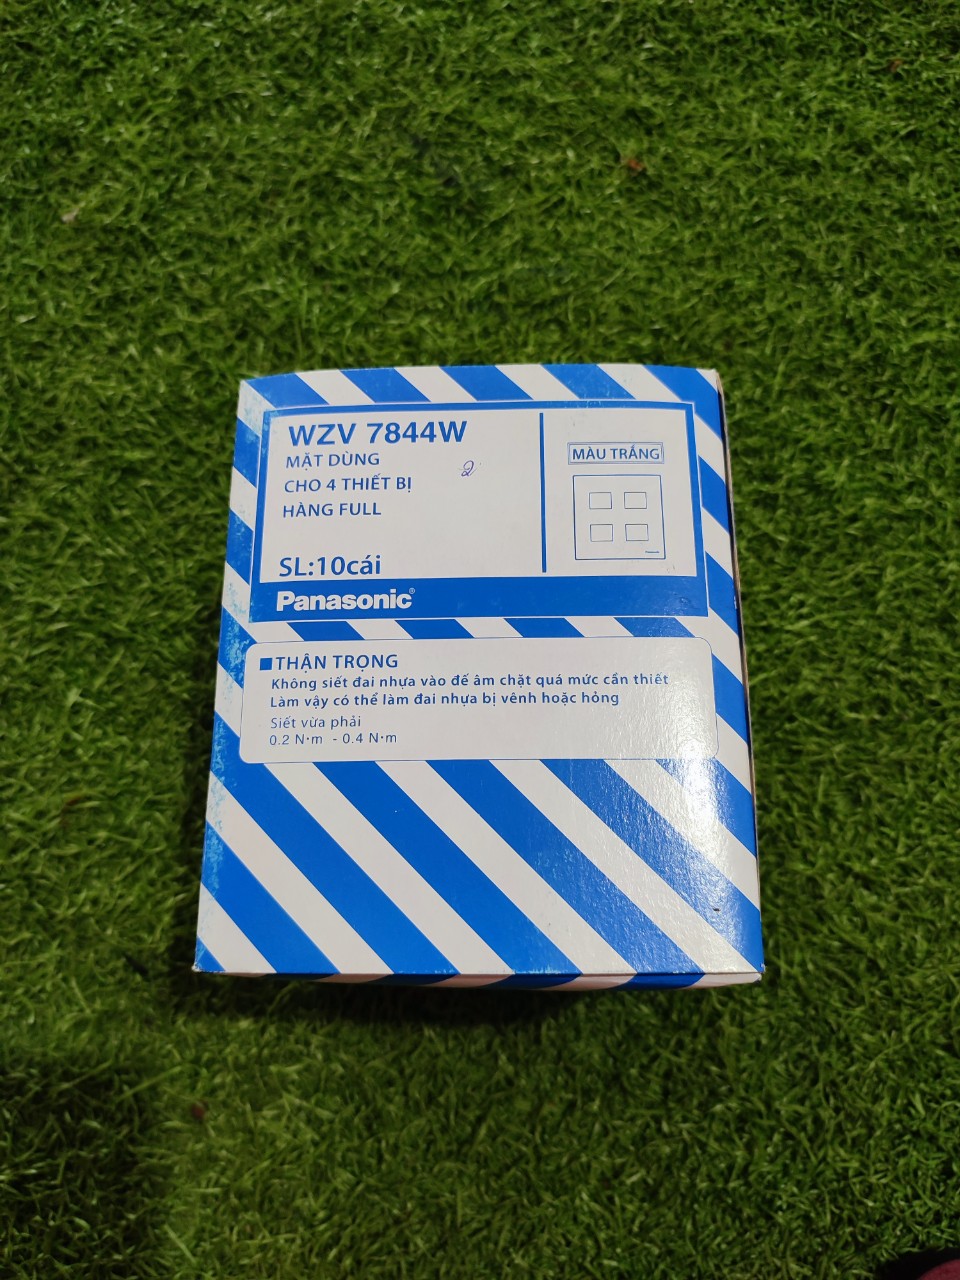 WZV 7844W
MẶT DÙNG
CHO 4 THIẾT BỊ
HÀNG FULL
2
SL:10cái
MÀU TRẮNG
Panasonic
Panasonic
THẬN TRỌNG
Không siết đai nhựa vào đế âm chặt quá mức cần thiết
Làm vậy có thể làm đai nhựa bị vênh hoặc hỏng
Siết vừa phải
0.2 N·m - 0.4 N·m